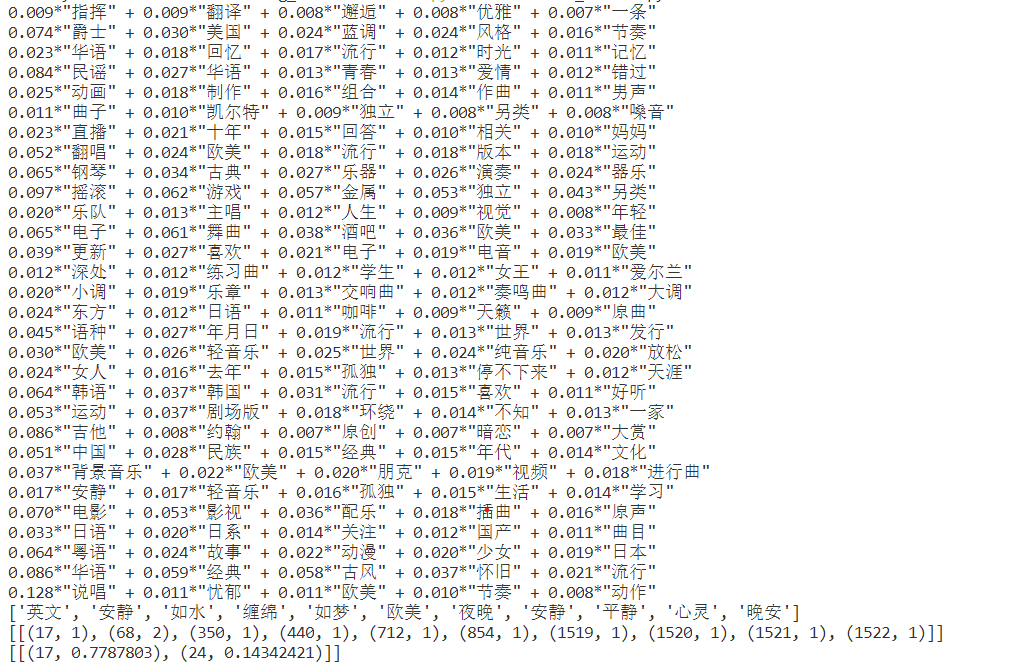 0.009*"指挥" + 0.009*"翻译" + 0.008*"邂逅" + 0.008*"优雅" + 0.007*"一条"
0.074*"爵士" + 0.030*"美国" + 0.024*"蓝调" + 0.024*"风格" + 0.016*"节奏"
0.023*"华语" + 0.018*"回忆" + 0.017*"流行" + 0.012*"时光" + 0.011*"记忆"
0.084*"民谣" + 0.027*"华语" + 0.013*"青春" + 0.013*"爱情" + 0.012*"错过"
0.025*"动画" + 0.018*"制作" + 0.016*"组合" + 0.014*"作曲" + 0.011*"男声"
0.011*"曲子" + 0.010*"凯尔特" + 0.009*"独立" + 0.008*"另类" + 0.008*"嗓音"
0.023*"直播" + 0.021*"十年" + 0.015*"回答" + 0.010*"相关" + 0.010*"妈妈"
0.052*"翻唱" + 0.024*"欧美" + 0.018*"流行" + 0.018*"版本" + 0.018*"运动"
0.065*"钢琴" + 0.034*"古典" + 0.027*"乐器" + 0.026*"演奏" + 0.024*"器乐"
0.097*"摇滚" + 0.062*"游戏" + 0.057*"金属" + 0.053*"独立" + 0.043*"另类"
0.020*"乐队" + 0.013*"主唱" + 0.012*"人生" + 0.009*"视觉" + 0.008*"年轻"
0.065*"电子" + 0.061*"舞曲" + 0.038*"酒吧" + 0.036*"欧美" + 0.033*"最佳"
0.039*"更新" + 0.027*"喜欢" + 0.021*"电子" + 0.019*"电音" + 0.019*"欧美"
0.012*"深处" + 0.012*"练习曲" + 0.012*"学生" + 0.012*"女王" + 0.011*"爱尔兰"
0.020*"小调" + 0.019*"乐章" + 0.013*"交响曲" + 0.012*"奏鸣曲" + 0.012*"大调"
0.024*"东方" + 0.012*"日语" + 0.011*"咖啡" + 0.009*"天籁" + 0.009*"原曲"
0.045*"语种" + 0.027*"年月日" + 0.019*"流行" + 0.013*"世界" + 0.013*"发行"
0.030*"欧美" + 0.026*"轻音乐" + 0.025*"世界" + 0.024*"纯音乐" + 0.020*"放松"
0.024*"女人" + 0.016*"去年" + 0.015*"孤独" + 0.013*"停不下来" + 0.012*"天涯"
0.064*"韩语" + 0.037*"韩国" + 0.031*"流行" + 0.015*"喜欢" + 0.011*"好听"
0.053*"运动" + 0.037*"剧场版" + 0.018*"环绕" + 0.014*"不知" + 0.013*"一家"
0.086*"吉他" + 0.008*"约翰" + 0.007*"原创" + 0.007*"暗恋" + 0.007*"大赏"
0.051*"中国" + 0.028*"民族" + 0.015*"经典" + 0.015*"年代" + 0.014*"文化"
0.037*"背景音乐" + 0.022*"欧美" + 0.020*"朋克" + 0.019*"视频" + 0.018*"进行曲"
0.017*"安静" + 0.017*"轻音乐" + 0.016*"孤独" + 0.015*"生活" + 0.014*"学习"
0.070*"电影" + 0.053*"影视" + 0.036*"配乐" + 0.018*"插曲" + 0.016*"原声"
0.033*"日语" + 0.020*"日系" + 0.014*"关注" + 0.012*"国产" + 0.011*"曲目"
0.064*"粤语" + 0.024*"故事" + 0.022*"动漫" + 0.020*"少女" + 0.019*"日本"
0.086*"华语" + 0.059*"经典" + 0.058*"古风" + 0.037*"怀旧" + 0.021*"流行"
0.128*"说唱" + 0.011*"忧郁" + 0.011*"欧美" + 0.010*"节奏" + 0.008*"动作"
['英文', '安静', '如水', '缠绵', '如梦', '欧美', '夜晚', '安静', '平静', '心灵', '晚安']
[[(17, 1), (68, 2), (350, 1), (440, 1), (712, 1), (854, 1), (1519, 1), (1520, 1), (1521, 1), (1522, 1)]]
[[(17, 0.7787803), (24, 0.14342421)]]